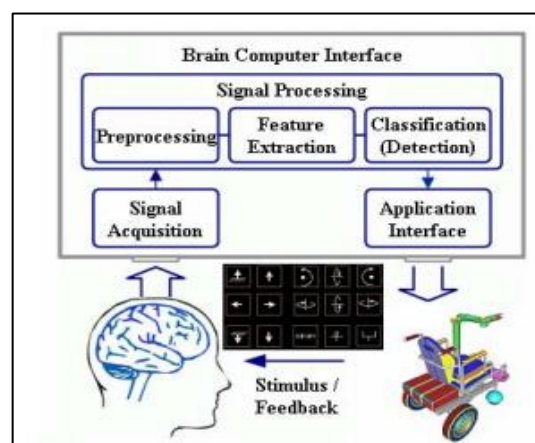 Brain Computer Interface
Signal Processing
Preprocessing
Feature
Extraction
Classification
(Detection)
Signal
Acquisition
Application
Interface
Stimulus /
Feedback